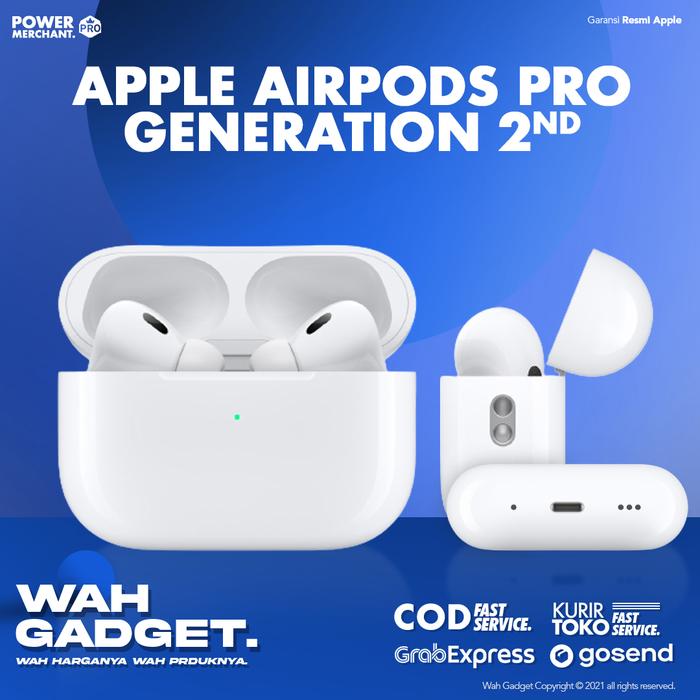 POWER
MERCHANT. PRO
Garansi Resmi Apple
APPLE AIRPODS PRO
GENERATION 2ND
WAH
GADGET.
WAH HARGANYA WAH PRDUKNYA.
COD FAST
SERVICE.
KURIR
TOKO FAST
SERVICE.
GrabExpress
gosend
Wah Gadget Copyright © 2021 all rights reserved.